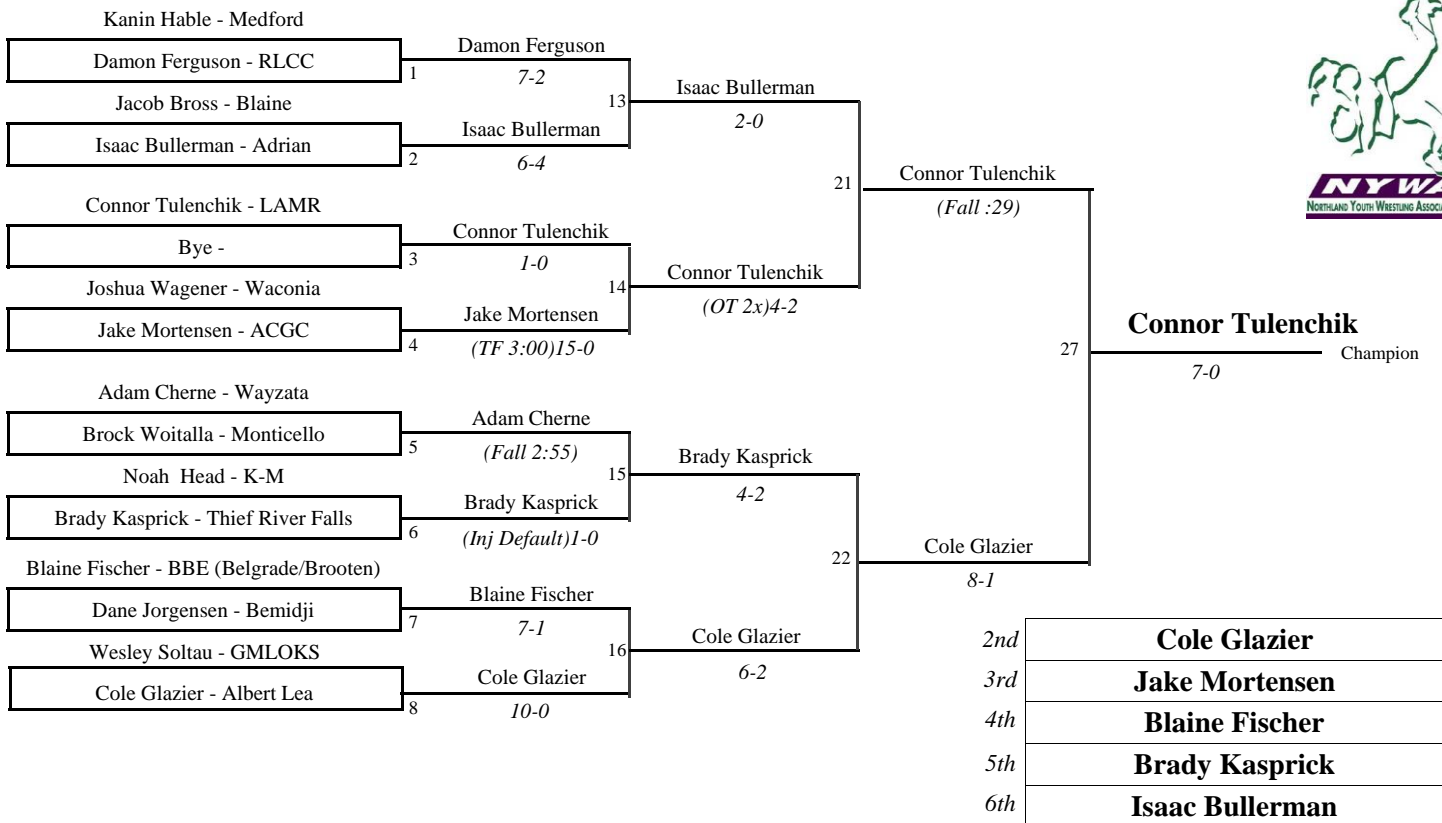 Kanin Hable - Medford
Damon Ferguson - RLCC
1
Damon Ferguson
7-2
Jacob Bross - Blaine
Isaac Bullerman - Adrian
2
Isaac Bullerman
6-4
13
Isaac Bullerman
2-0
Connor Tulenchik - LAMR
Bye -
3
Connor Tulenchik
1-0
Joshua Wagener - Waconia
Jake Mortensen - ACGC
4
Jake Mortensen
(TF 3:00)15-0
14
Connor Tulenchik
(OT 2x)4-2
21
Connor Tulenchik
(Fall :29)
Adam Cherne - Wayzata
Brock Woitalla - Monticello
5
Adam Cherne
(Fall 2:55)
Noah Head - K-M
Brady Kasprick - Thief River Falls
6
Brady Kasprick
(Inj Default)1-0
15
Brady Kasprick
4-2
Blaine Fischer - BBE (Belgrade/Brooten)
Dane Jorgensen - Bemidji
7
Blaine Fischer
7-1
Wesley Soltau - GMLOKS
Cole Glazier - Albert Lea
8
Cole Glazier
10-0
16
Cole Glazier
6-2
22
Cole Glazier
8-1
27
Connor Tulenchik
7-0
Champion
2nd Cole Glazier
3rd Jake Mortensen
4th Blaine Fischer
5th Brady Kasprick
6th Isaac Bullerman
NYWA
NORTHLAND YOUTH WRESTLING